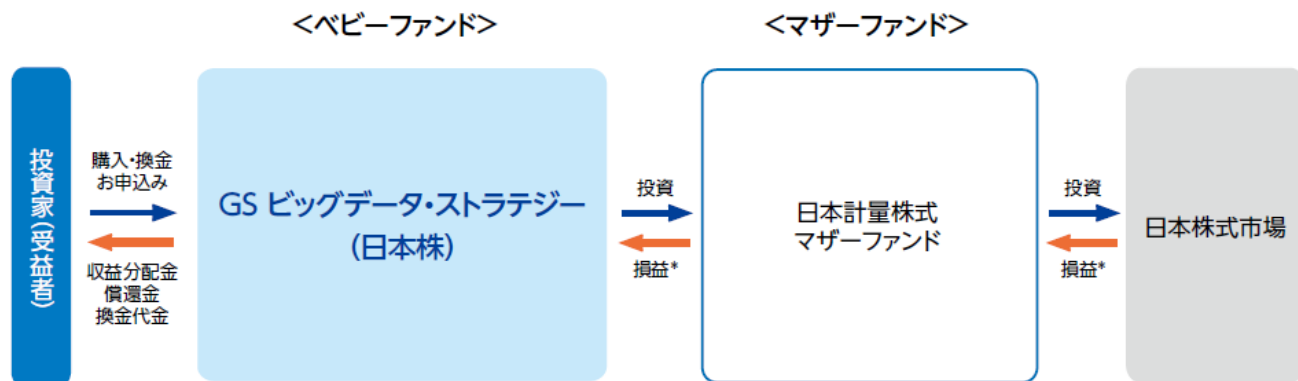 <ベビーファンド>
<マザーファンド>
投資家(受益者)
購入・換金
お申込み
収益分配金
償還金
換金代金
GS ビッグデータ・ストラテジー
(日本株)
投資
損益*
日本計量株式
マザーファンド
投資
損益*
日本株式市場